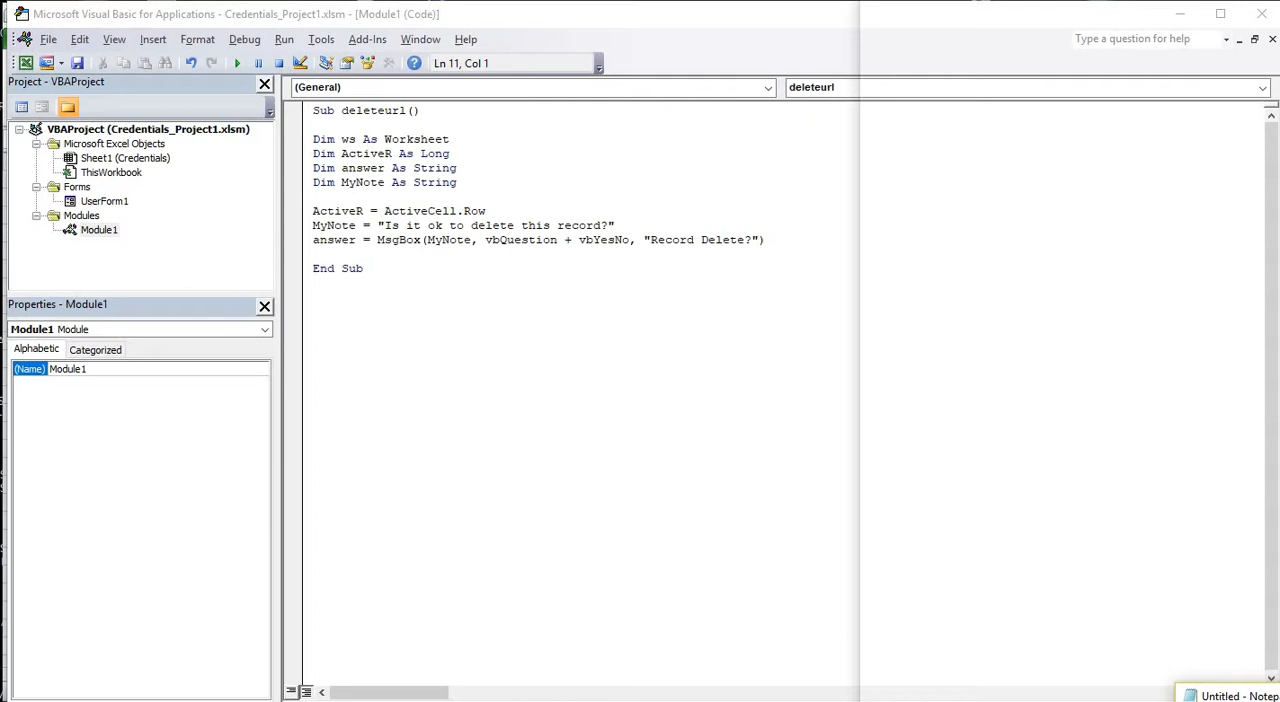 Microsoft Visual Basic for Applications - Credentials_Project1.xlsm - [Module1 (Code)]
File Edit View Insert Format Debug Run Tools Add-Ins Window Help
Type a question for help
Ln 11, Col 1
Project - VBAProject
(General)
deleteurl
VBAProject (Credentials_Project1.xlsm)
Microsoft Excel Objects
Sheet1 (Credentials)
ThisWorkbook
Forms
UserForm1
Modules
Module1
Properties - Module1
Module1 Module
Alphabetic Categorized
(Name) Module1
Sub deleteurl()
Dim ws As Worksheet
Dim ActiveR As Long
Dim answer As String
Dim MyNote As String
ActiveR = ActiveCell.Row
MyNote = "Is it ok to delete this record?"
answer = MsgBox(MyNote, vbQuestion + vbYesNo, "Record Delete?")
End Sub
Untitled - Notep